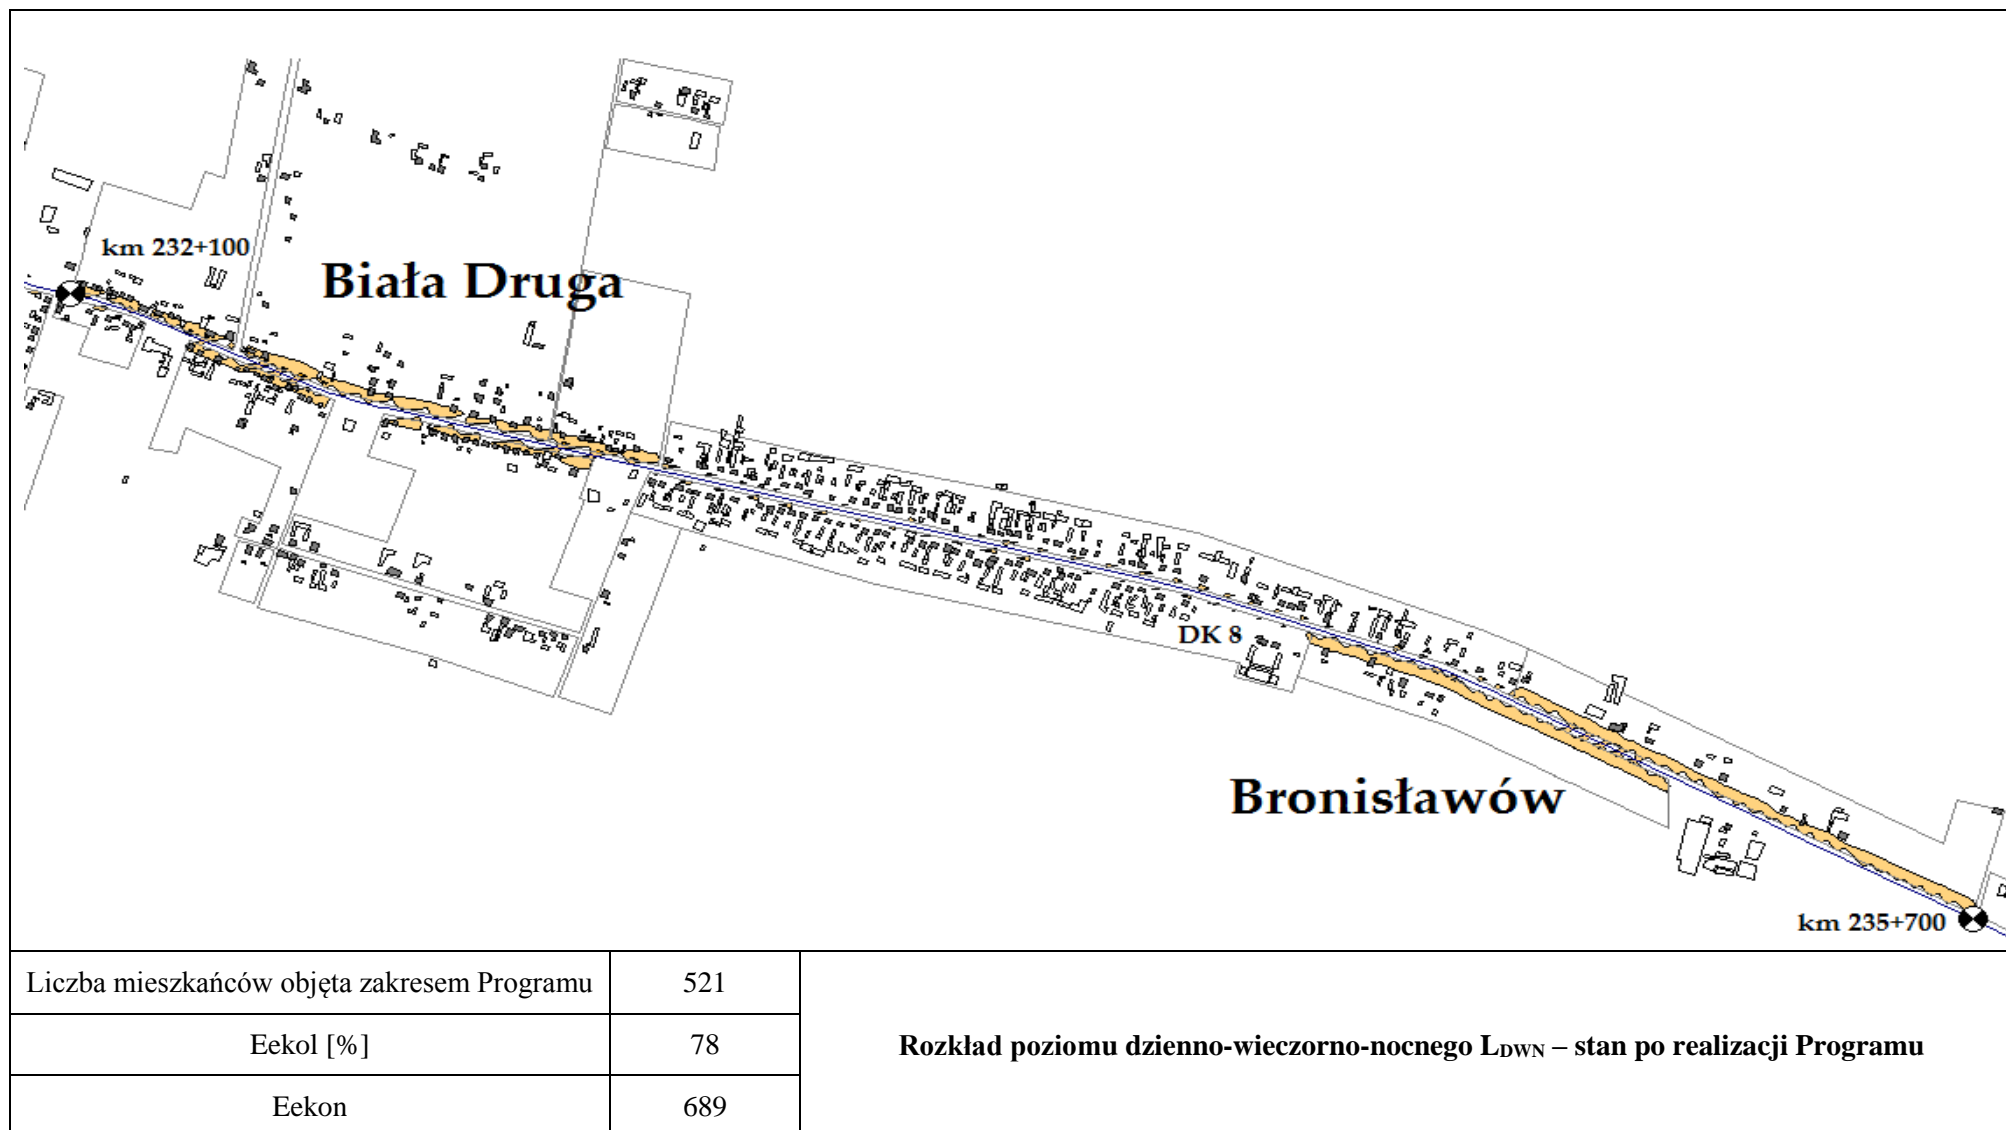 km 232+100
Biała Druga
DK 8
Bronisławów
km 235+700
Liczba mieszkańców objęta zakresem Programu
521
Eekol [%]
78
Eekon
689
Rozkład poziomu dzienno-wieczorno-nocnego LDWN – stan po realizacji Programu